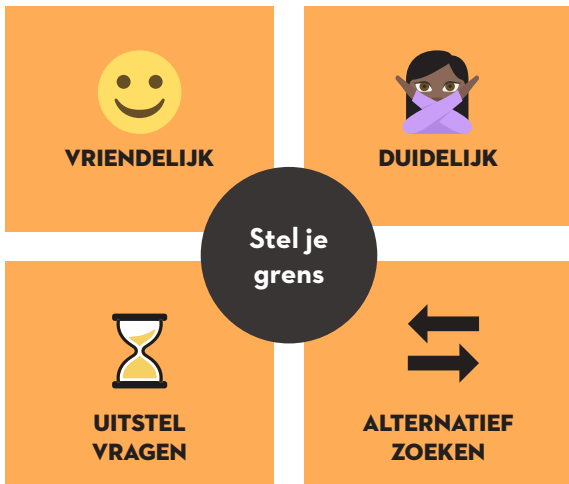 VRIENDELIJK
DUIDELIJK
Stel je
grens
UITSTEL
VRAGEN
ALTERNATIEF
ZOEKEN